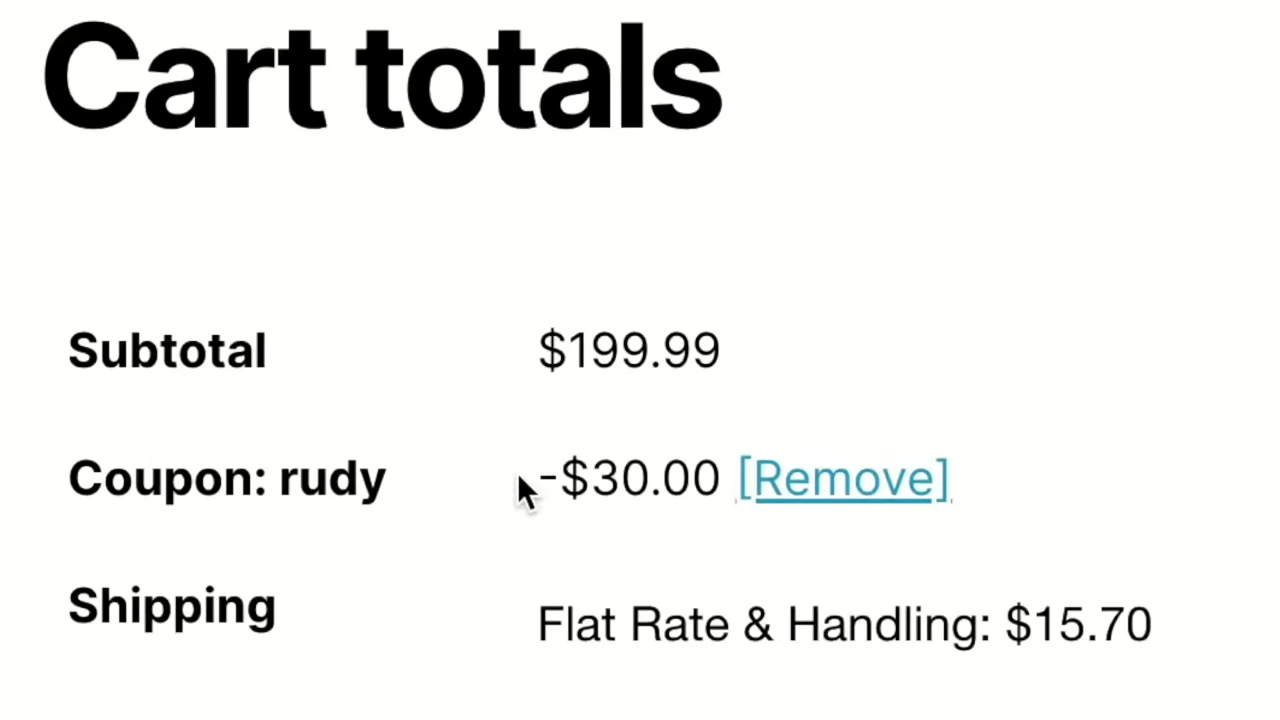 Cart totals
Subtotal $199.99
Coupon: rudy -$30.00 [Remove]
Shipping Flat Rate & Handling: $15.70